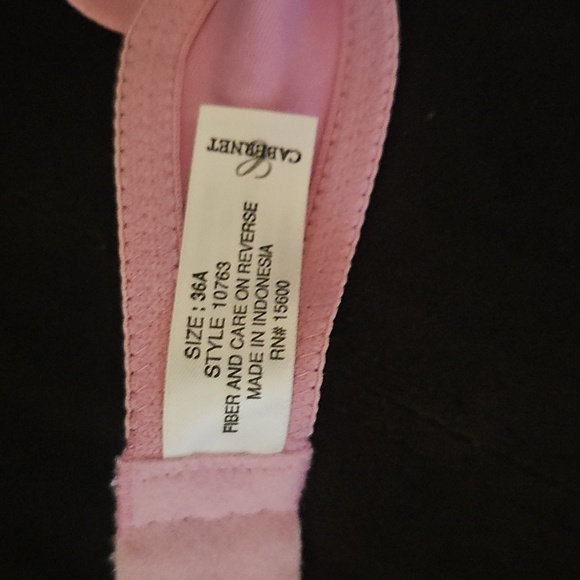 CABERNET
SIZE : 36A
STYLE 10763
FIBER AND CARE ON REVERSE
MADE IN INDONESIA
RN# 15600